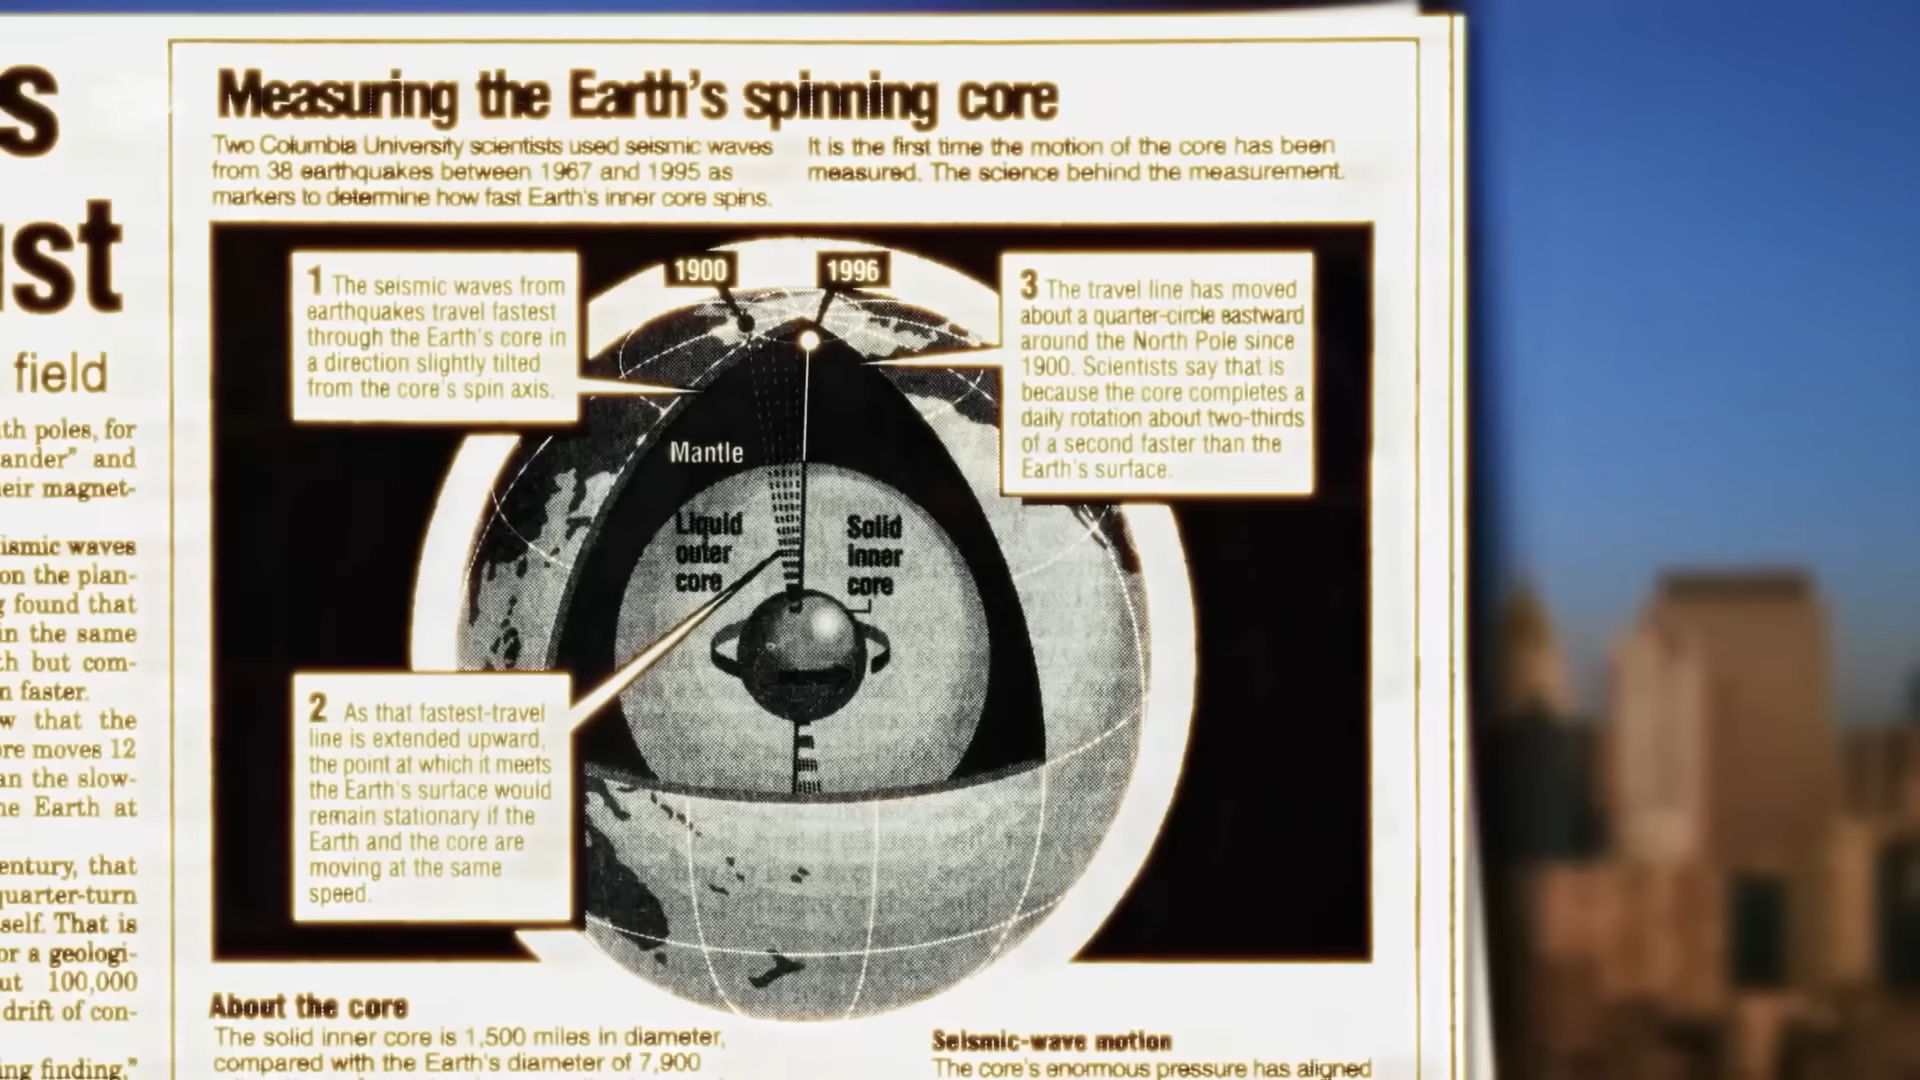 s
ust
field
th poles, for
ander" and
eir magnet-
ismic waves
on the plan-
g found that
in the same
th but com-
n faster.
w that the
ore moves 12
an the slow-
he Earth at
entury, that
quarter-turn
self. That is
or a geologi-
ut 100,000
drift of con-
ing finding,"
Measuring the Earth's spinning core
Two Columbia University scientists used seismic waves
from 38 earthquakes between 1967 and 1995 as
markers to determine how fast Earth's inner core spins.
It is the first time the motion of the core has been
measured. The science behind the measurement.
1 The seismic waves from
earthquakes travel fastest
through the Earth's core in
a direction slightly tilted
from the core's spin axis.
1900
1996
3 The travel line has moved
about a quarter-circle eastward
around the North Pole since
1900. Scientists say that is
because the core completes a
daily rotation about two-thirds
of a second faster than the
Earth's surface.
Mantle
Liquid
outer
core
Solid
inner
core
2 As that fastest-travel
line is extended upward,
the point at which it meets
the Earth's surface would
remain stationary if the
Earth and the core are
moving at the same
speed.
About the core
The solid inner core is 1,500 miles in diameter,
compared with the Earth's diameter of 7,900
Seismic-wave motion
The core's enormous pressure has aligned